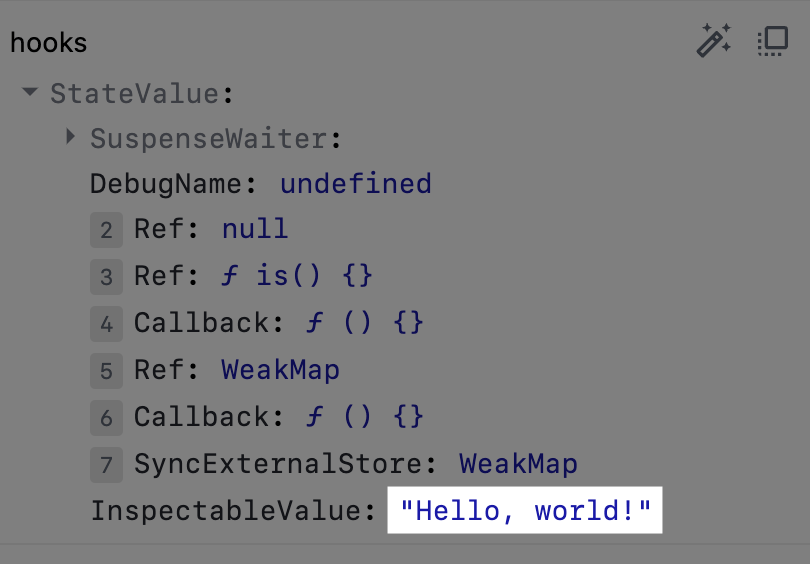 hooks
StateValue:
SuspenseWaiter:
DebugName: undefined
2 Ref: null
3 Ref: ƒ is() {}
4 Callback: ƒ () {}
5 Ref: WeakMap
6 Callback: ƒ () {}
7 SyncExternalStore: WeakMap
InspectableValue: "Hello, world!"